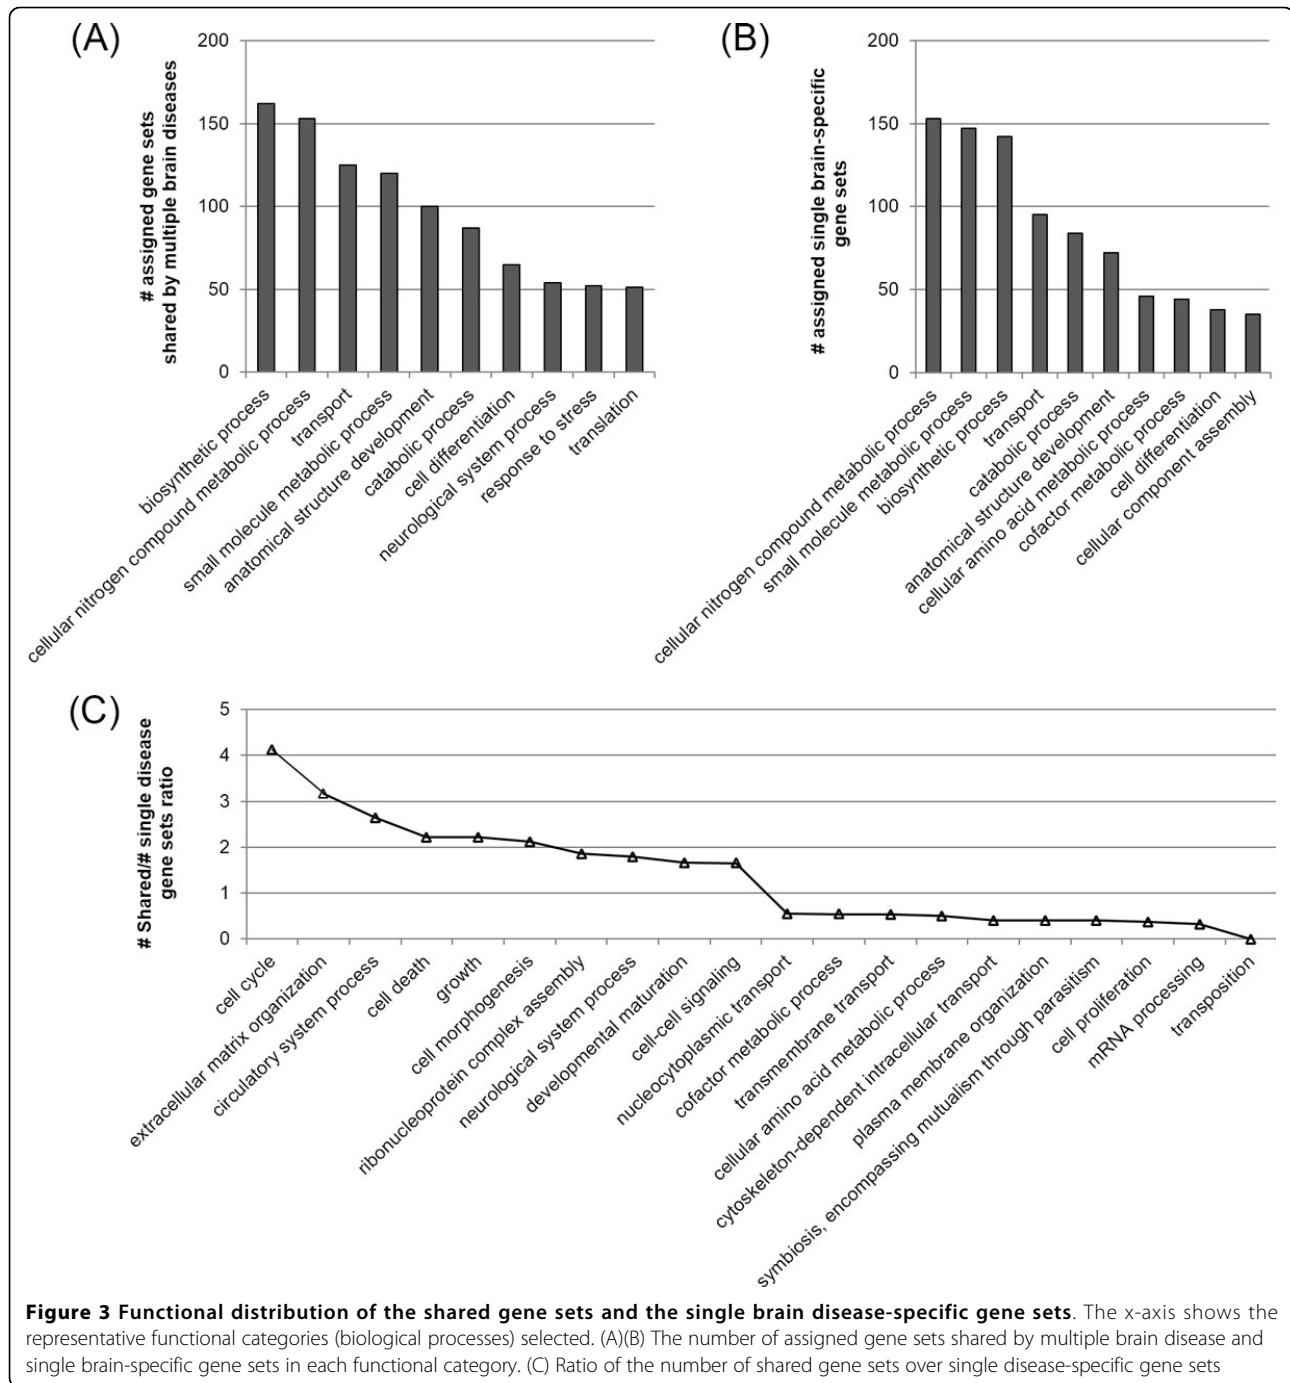 (A)
# assigned gene sets
shared by multiple brain diseases
200
150
100
50
0
biosynthetic process
cellular nitrogen compound metabolic process
transport
small molecule metabolic process
anatomical structure development
catabolic process
cell differentiation
neurological system process
response to stress
translation
(B)
# assigned single brain-specific
gene sets
200
150
100
50
0
cellular nitrogen compound metabolic process
small molecule metabolic process
biosynthetic process
transport
catabolic process
anatomical structure development
cellular amino acid metabolic process
cofactor metabolic process
cell differentiation
cellular component assembly
(C)
# Shared/# single disease
gene sets ratio
5
4
3
2
1
0
cell cycle
extracellular matrix organization
circulatory system process
cell death
growth
cell morphogenesis
ribonucleoprotein complex assembly
neurological system process
developmental maturation
cell-cell signaling
nucleocytoplasmic transport
cofactor metabolic process
transmembrane transport
cellular amino acid metabolic process
cytoskeleton-dependent intracellular transport
plasma membrane organization
symbiosis, encompassing mutualism through parasitism
cell proliferation
mRNA processing
transposition
Figure 3 Functional distribution of the shared gene sets and the single brain disease-specific gene sets. The x-axis shows the
representative functional categories (biological processes) selected. (A)(B) The number of assigned gene sets shared by multiple brain disease and
single brain-specific gene sets in each functional category. (C) Ratio of the number of shared gene sets over single disease-specific gene sets